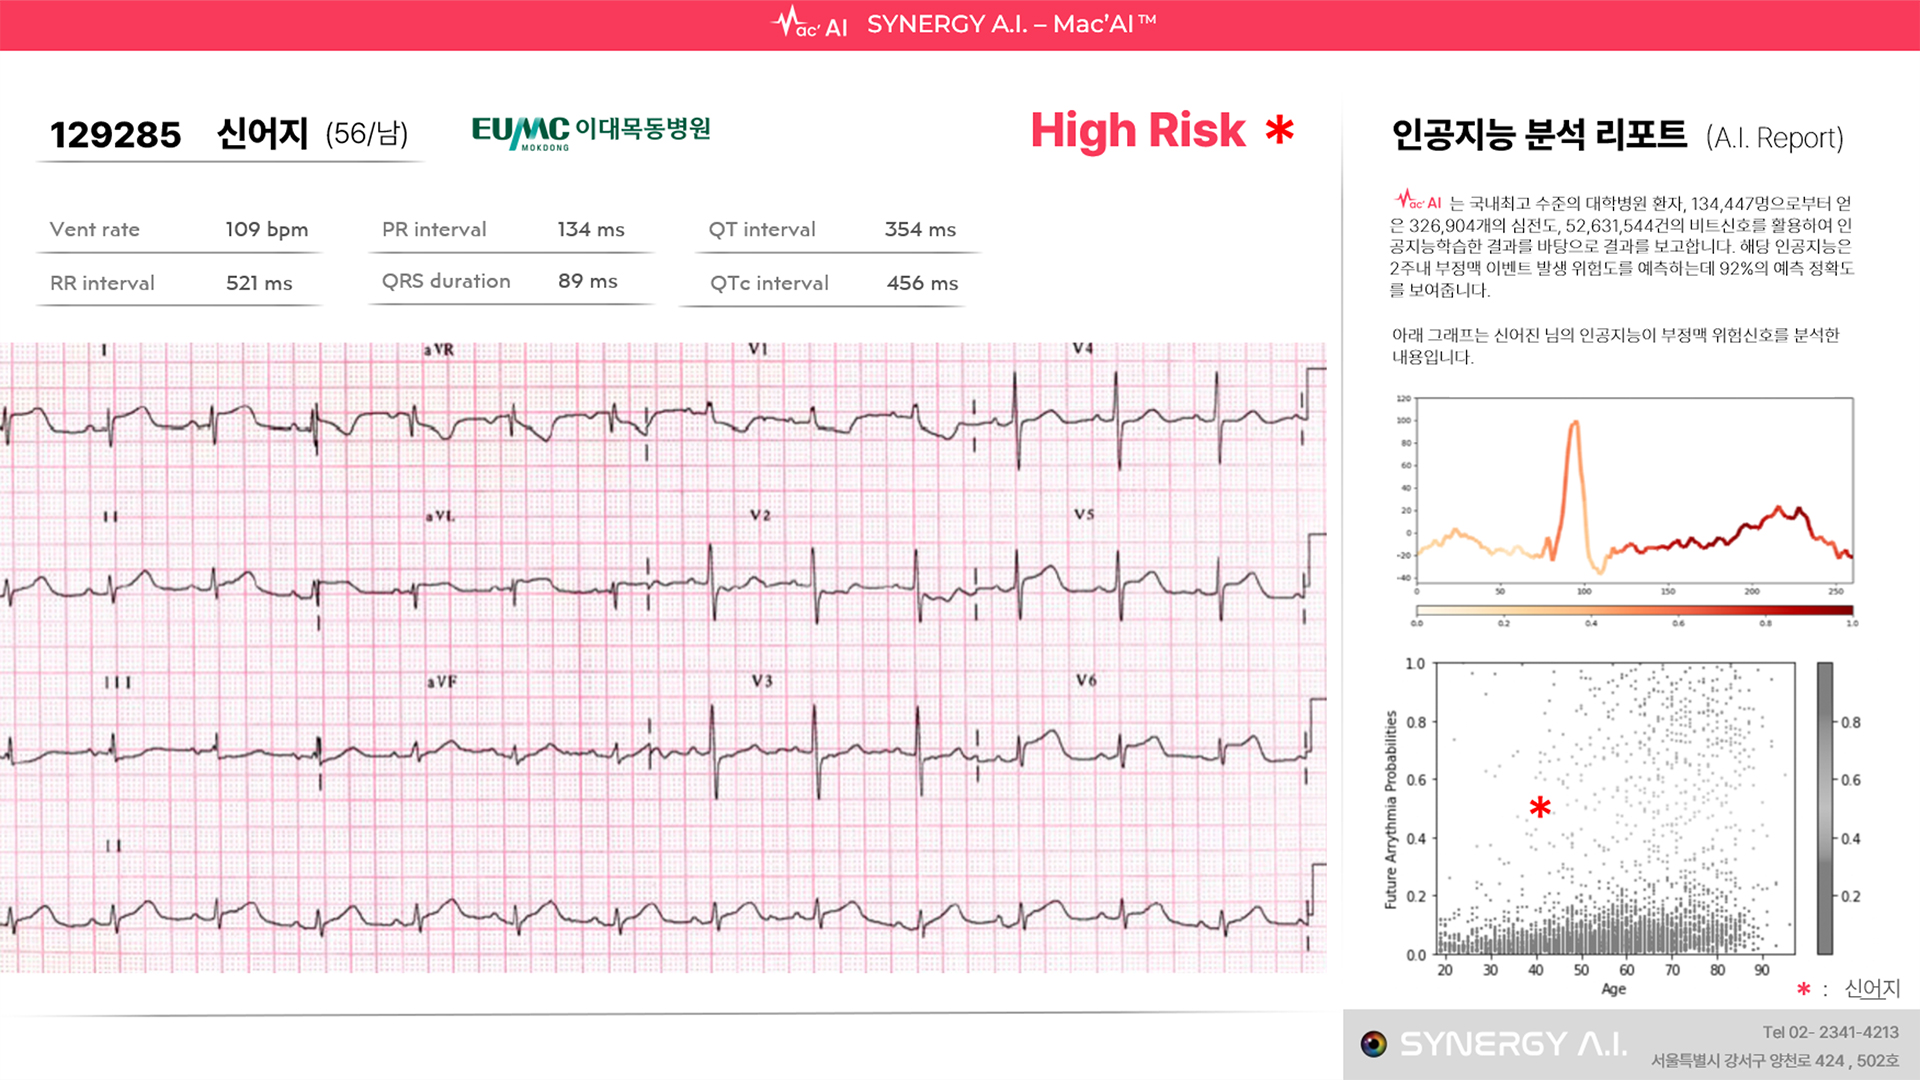 ac' AI SYNERGY A.I. – Mac'AI™
129285 신어지 (56/남)
EUMC 이대목동병원
MOKDONG
High Risk *
Vent rate 109 bpm PR interval 134 ms QT interval 354 ms
RR interval 521 ms QRS duration 89 ms QTc interval 456 ms
I aVR V1 V4
II aVL V2 V5
III aVF V3 V6
II
인공지능 분석 리포트 (A.I. Report)
ac' AI 는 국내최고 수준의 대학병원 환자, 134,447명으로부터 얻
은 326,904개의 심전도, 52,631,544건의 비트신호를 활용하여 인
공지능학습한 결과를 바탕으로 결과를 보고합니다. 해당 인공지능은
2주내 부정맥 이벤트 발생 위험도를 예측하는데 92%의 예측 정확도
를 보여줍니다.
아래 그래프는 신어진 님의 인공지능이 부정맥 위험신호를 분석한
내용입니다.
120
100
80
60
40
20
0
-20
-40
0 50 100 150 200 250
0.0 0.2 0.4 0.6 0.8 1.0
Future Arrythmia Probabilities
1.0
0.8
0.6
0.4
0.2
0.0
20 30 40 50 60 70 80 90
Age
0.8
0.6
0.4
0.2
* : 신어지
SYNERGY A.I.
Tel 02- 2341-4213
서울특별시 강서구 양천로 424 , 502호